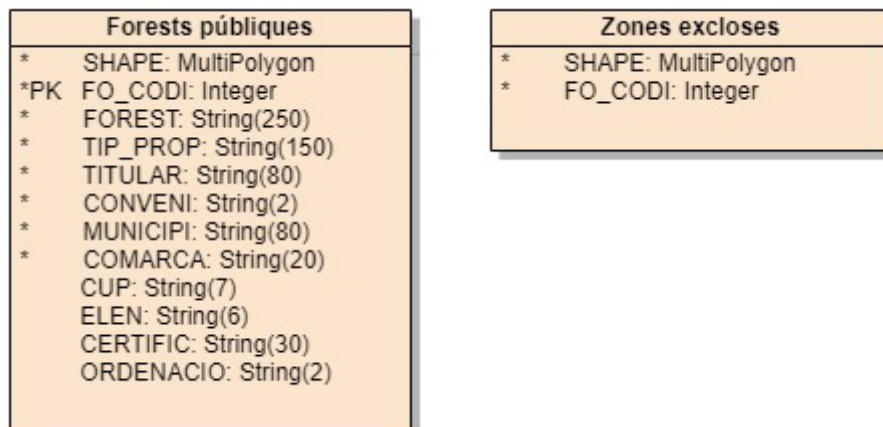 Forests públiques
* SHAPE: MultiPolygon
*PK FO_CODI: Integer
* FOREST: String(250)
* TIP_PROP: String(150)
* TITULAR: String(80)
* CONVENI: String(2)
* MUNICIPI: String(80)
* COMARCA: String(20)
CUP: String(7)
ELEN: String(6)
CERTIFIC: String(30)
ORDENACIO: String(2)
Zones excloses
* SHAPE: MultiPolygon
* FO_CODI: Integer